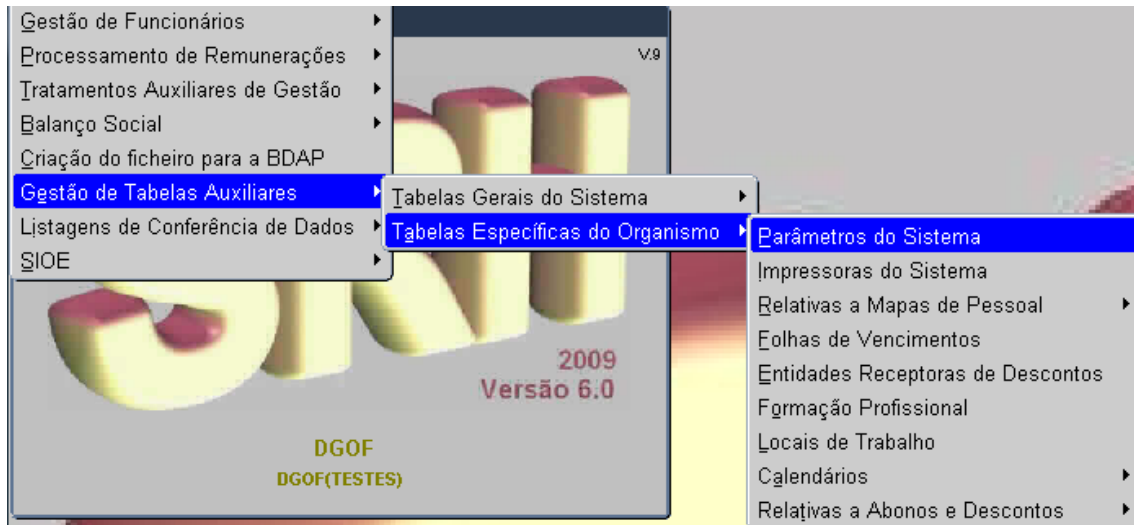 Gestão de Funcionários
Processamento de Remunerações
Tratamentos Auxiliares de Gestão
Balanço Social
Criação do ficheiro para a BDAP
Gestão de Tabelas Auxiliares
Listagens de Conferência de Dados
SIOE
Tabelas Gerais do Sistema
Tabelas Específicas do Organismo
Parâmetros do Sistema
Impressoras do Sistema
Relativas a Mapas de Pessoal
Folhas de Vencimentos
Entidades Receptoras de Descontos
Formação Profissional
Locais de Trabalho
Calendários
Relativas a Abonos e Descontos
V.9
SRH
2009
Versão 6.0
DGOF
DGOF(TESTES)